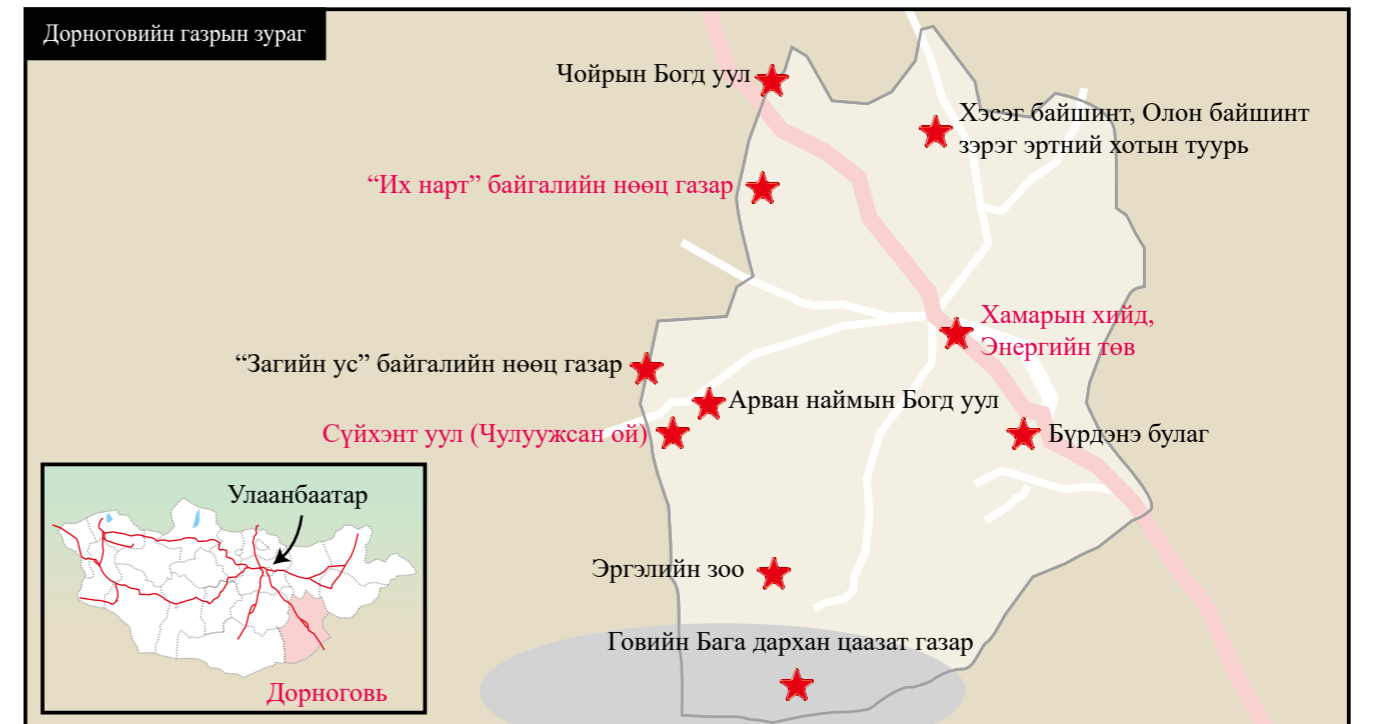 Дорноговийн газрын зураг
Чойрын Богд уул
Хэсэг байшинт, Олон байшинт
зэрэг эртний хотын туурь
“Их нарт” байгалийн нөөц газар
Хамарын хийд,
Энергийн төв
“Загийн ус” байгалийн нөөц газар
Арван наймын Богд уул
Сүйхэнт уул (Чулуужсан ой)
Бүрдэнэ булаг
Улаанбаатар
Эргэлийн зоо
Говийн Бага дархан цаазат газар
Дорноговь